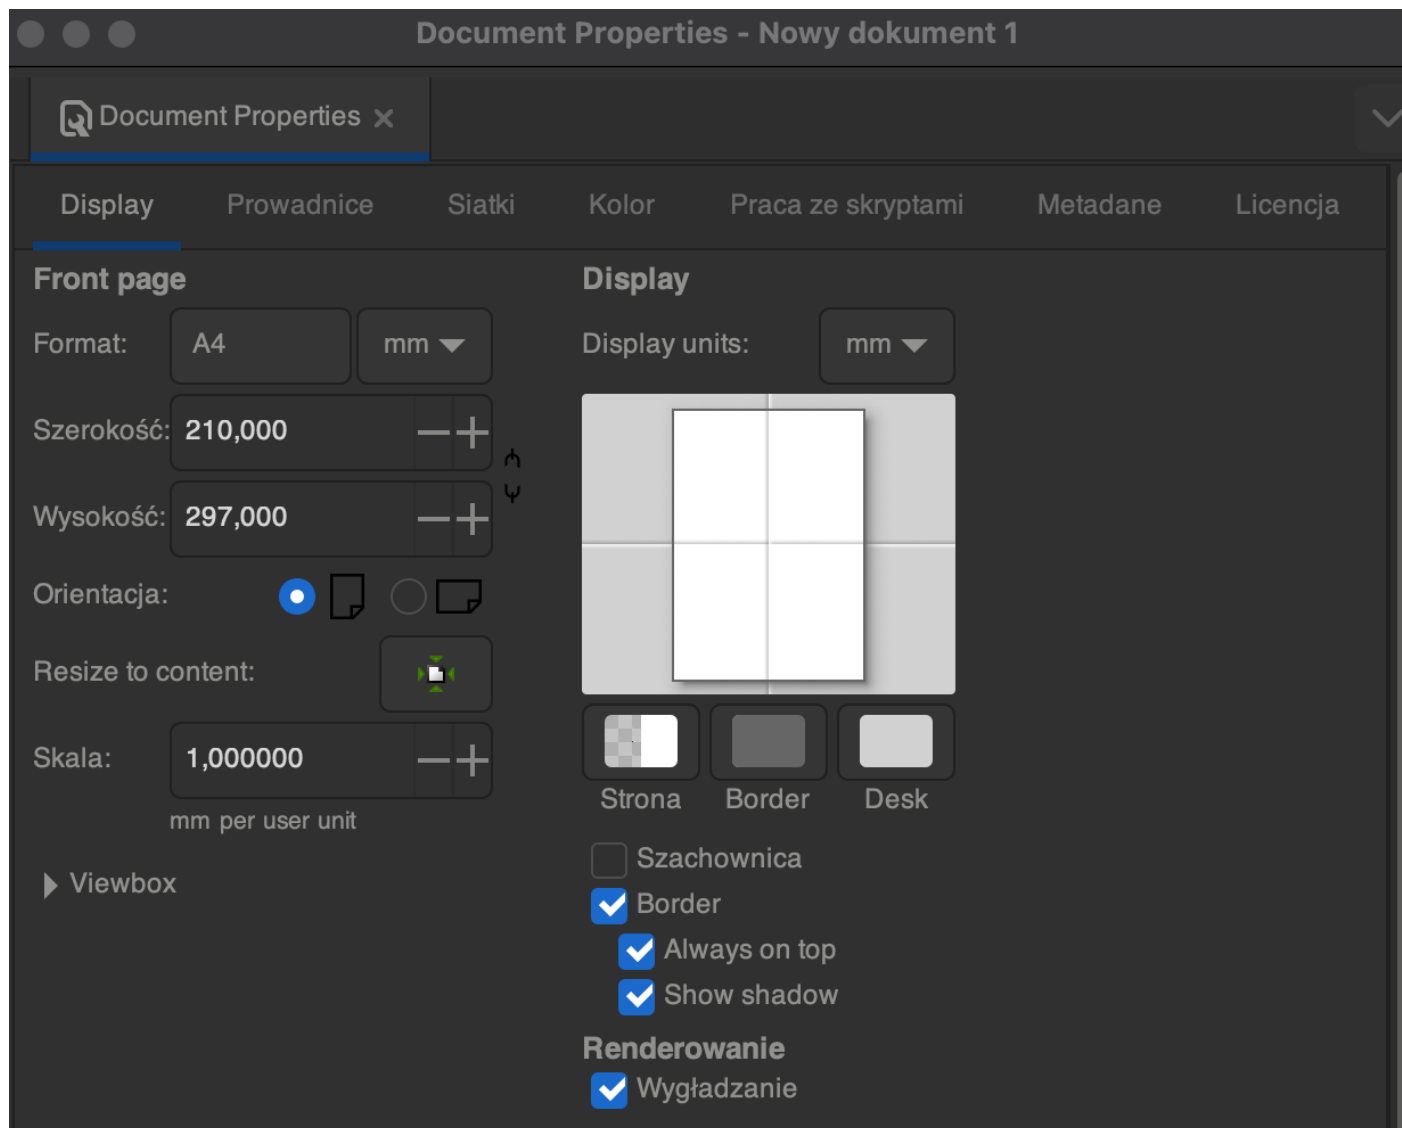 Document Properties - Nowy dokument 1
Document Properties
Display Prowadnice Siatki Kolor Praca ze skryptami Metadane Licencja
Front page
Format: A4 mm
Szerokość: 210,000
Wysokość: 297,000
Orientacja:
Resize to content:
Skala: 1,000000
mm per user unit
Viewbox
Display
Display units: mm
Strona Border Desk
Szachownica
Border
Always on top
Show shadow
Renderowanie
Wygładzanie